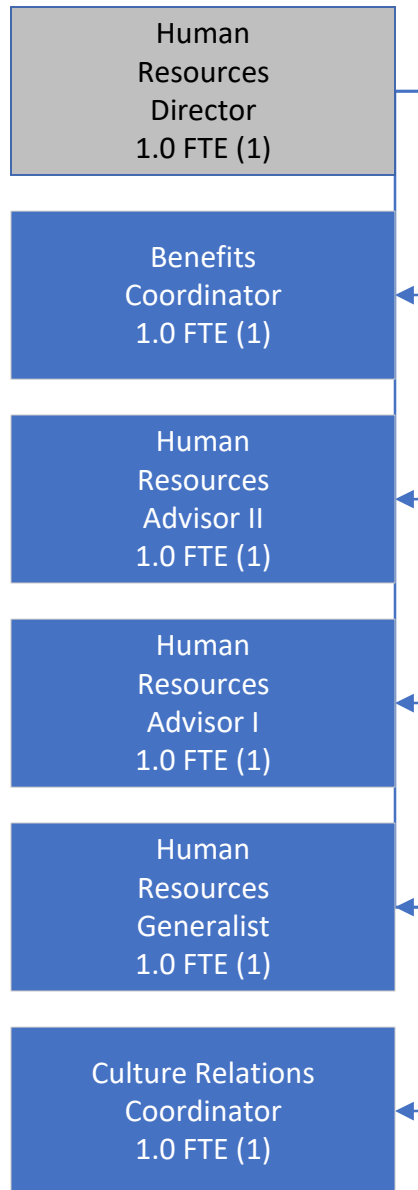 Human
Resources
Director
1.0 FTE (1)
Benefits
Coordinator
1.0 FTE (1)
Human
Resources
Advisor II
1.0 FTE (1)
Human
Resources
Advisor I
1.0 FTE (1)
Human
Resources
Generalist
1.0 FTE (1)
Culture Relations
Coordinator
1.0 FTE (1)